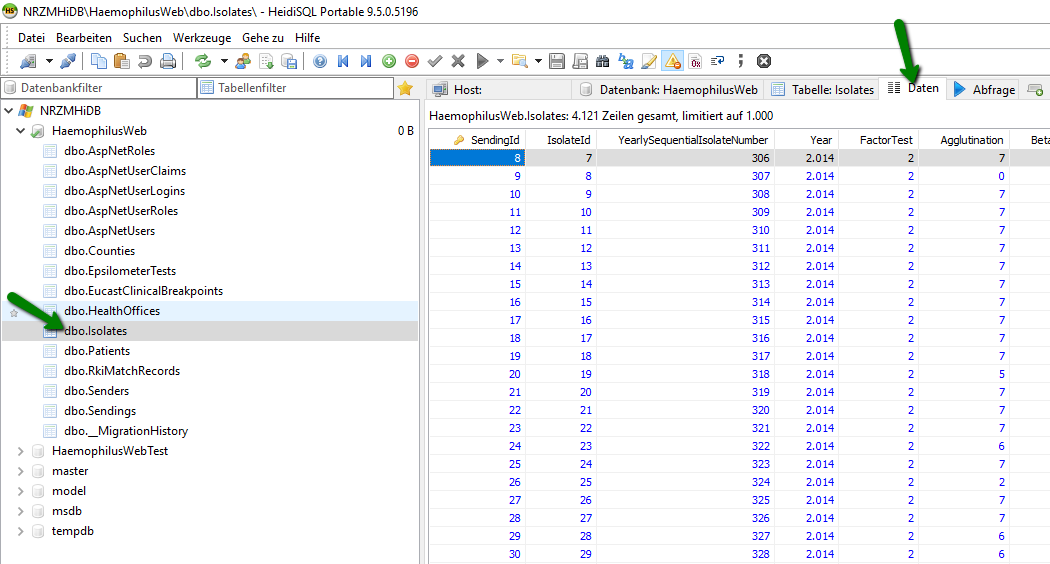 NRZMHiDB\HaemophilusWeb\dbo.Isolates\ - HeidiSQL Portable 9.5.0.5196
Datei Bearbeiten Suchen Werkzeuge Gehe zu Hilfe
Datenbankfilter Tabellenfilter
Host: Datenbank: HaemophilusWeb Tabelle: Isolates Daten Abfrage
NRZMHiDB
HaemophilusWeb 0 B
dbo.AspNetRoles
dbo.AspNetUserClaims
dbo.AspNetUserLogins
dbo.AspNetUserRoles
dbo.AspNetUsers
dbo.Counties
dbo.EpsilometerTests
dbo.EucastClinicalBreakpoints
dbo.HealthOffices
dbo.Isolates
dbo.Patients
dbo.RkiMatchRecords
dbo.Senders
dbo.Sendings
dbo.__MigrationHistory
HaemophilusWebTest
master
model
msdb
tempdb
HaemophilusWeb.Isolates: 4.121 Zeilen gesamt, limitiert auf 1.000
SendingId IsolateId YearlySequentialIsolateNumber Year FactorTest Agglutination Beta
8 7 306 2.014 2 7
9 8 307 2.014 2 0
10 9 308 2.014 2 7
11 10 309 2.014 2 7
12 11 310 2.014 2 7
13 12 311 2.014 2 7
14 13 312 2.014 2 7
15 14 313 2.014 2 7
16 15 314 2.014 2 7
17 16 315 2.014 2 7
18 17 316 2.014 2 7
19 18 317 2.014 2 7
20 19 318 2.014 2 5
21 20 319 2.014 2 7
22 21 320 2.014 2 7
23 22 321 2.014 2 7
24 23 322 2.014 2 6
25 24 323 2.014 2 7
26 25 324 2.014 2 2
27 26 325 2.014 2 7
28 27 326 2.014 2 7
29 28 327 2.014 2 6
30 29 328 2.014 2 6